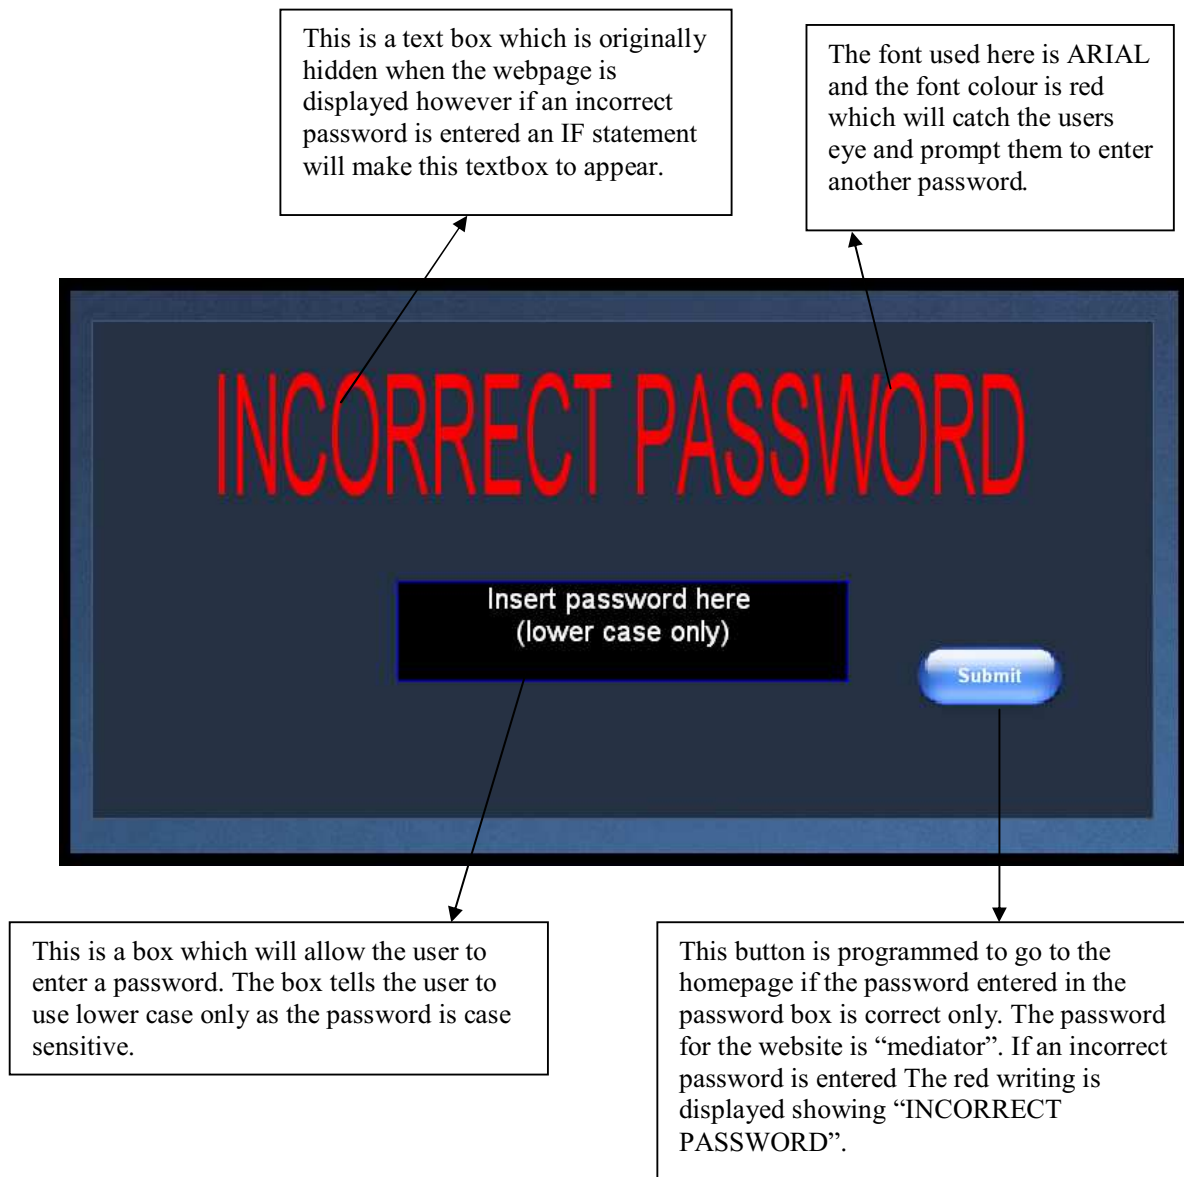 This is a text box which is originally
hidden when the webpage is
displayed however if an incorrect
password is entered an IF statement
will make this textbox to appear.
The font used here is ARIAL
and the font colour is red
which will catch the users
eye and prompt them to enter
another password.
INCORRECT PASSWORD
Insert password here
(lower case only)
Submit
This is a box which will allow the user to
enter a password. The box tells the user to
use lower case only as the password is case
sensitive.
This button is programmed to go to the
homepage if the password entered in the
password box is correct only. The password
for the website is “mediator”. If an incorrect
password is entered The red writing is
displayed showing “INCORRECT
PASSWORD”.